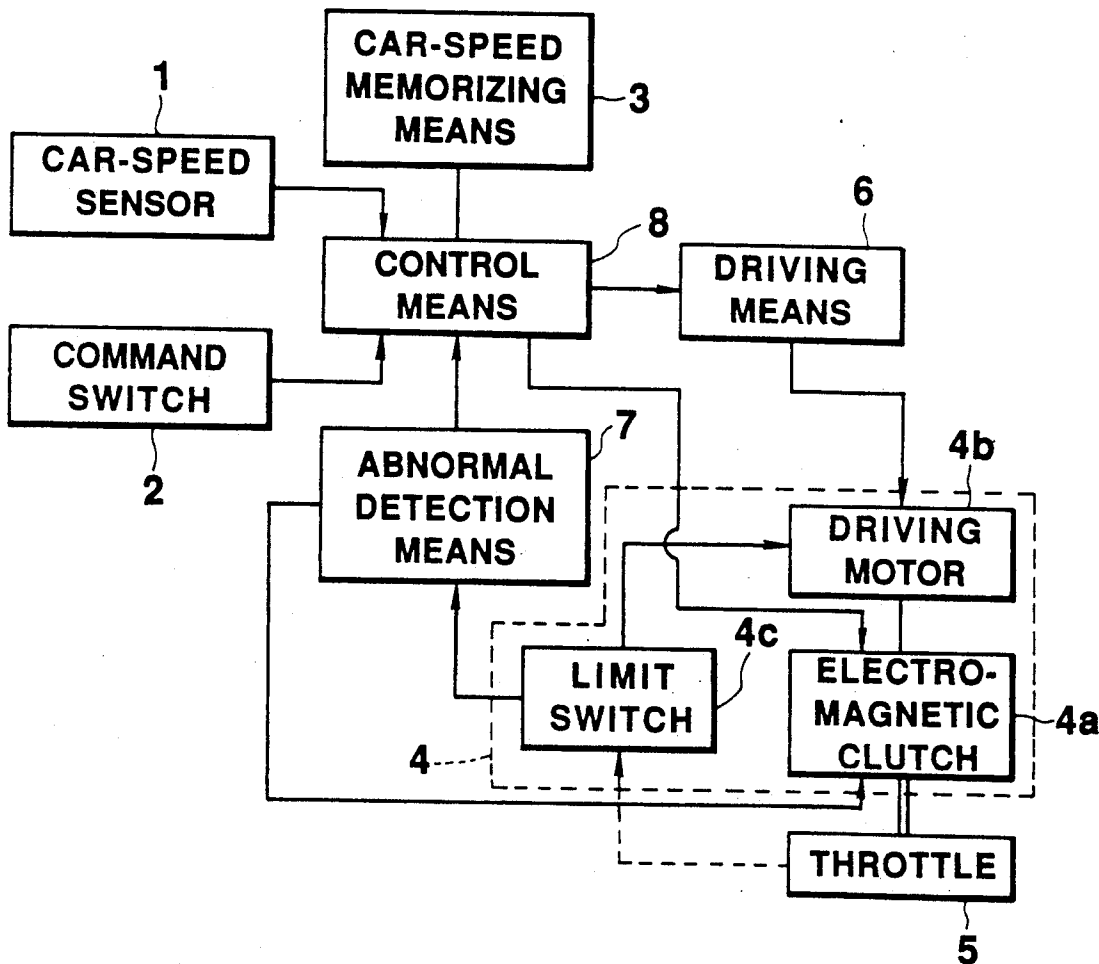 CAR-SPEED
MEMORIZING
MEANS
3
1
CAR-SPEED
SENSOR
8
CONTROL
MEANS
6
DRIVING
MEANS
COMMAND
SWITCH
2
7
ABNORMAL
DETECTION
MEANS
4b
DRIVING
MOTOR
4c
LIMIT
SWITCH
ELECTRO-
MAGNETIC
CLUTCH
4a
4
THROTTLE
5